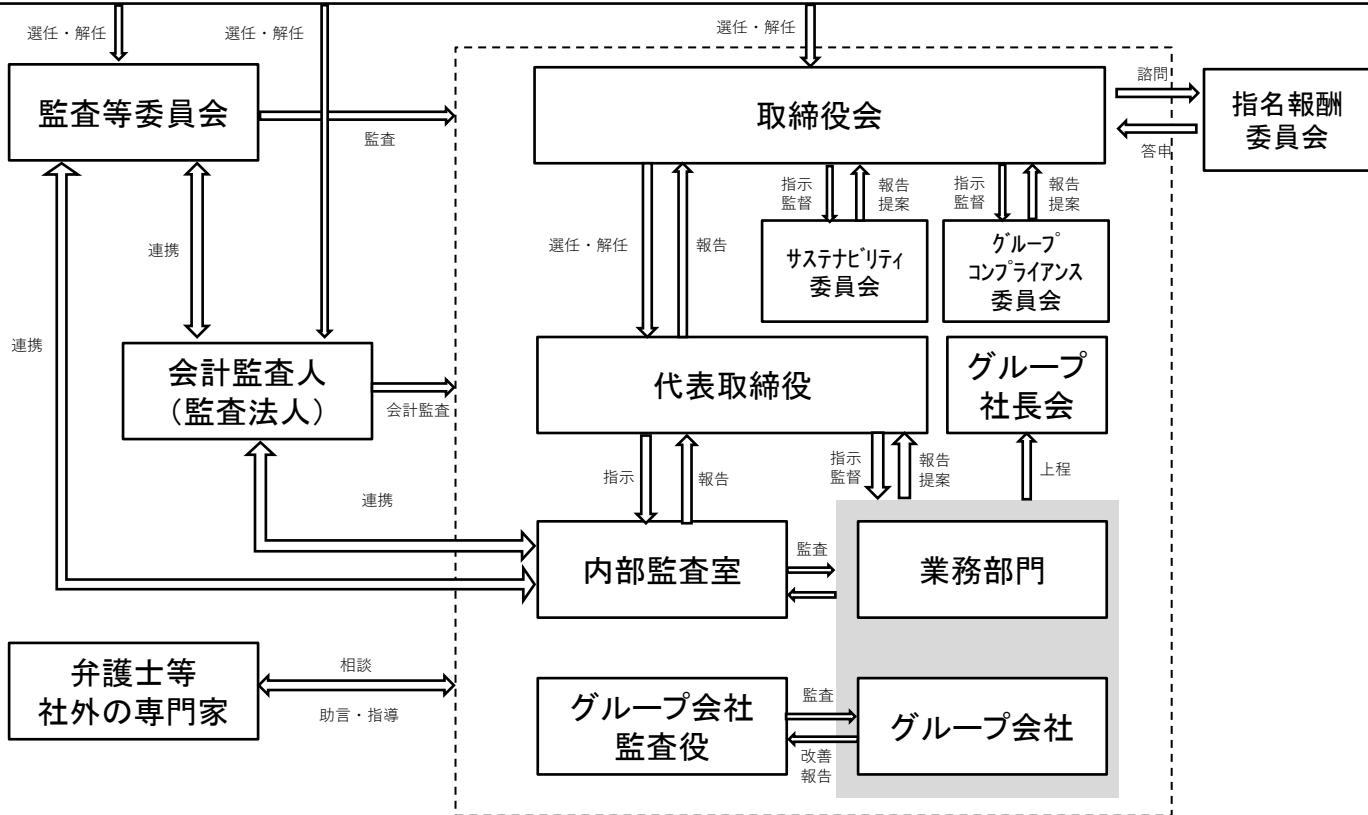 選任・解任
選任・解任
選任・解任
監査等委員会
監査
取締役会
諮問
答申
指名報酬
委員会
連携
連携
選任・解任
報告
指示
監督
報告
提案
指示
監督
報告
提案
サステナビリティ
委員会
グループ
コンプライアンス
委員会
会計監査人
（監査法人）
会計監査
代表取締役
グループ
社長会
連携
指示
報告
指示
監督
報告
提案
上程
内部監査室
監査
業務部門
弁護士等
社外の専門家
相談
助言・指導
グループ会社
監査役
監査
改善
報告
グループ会社